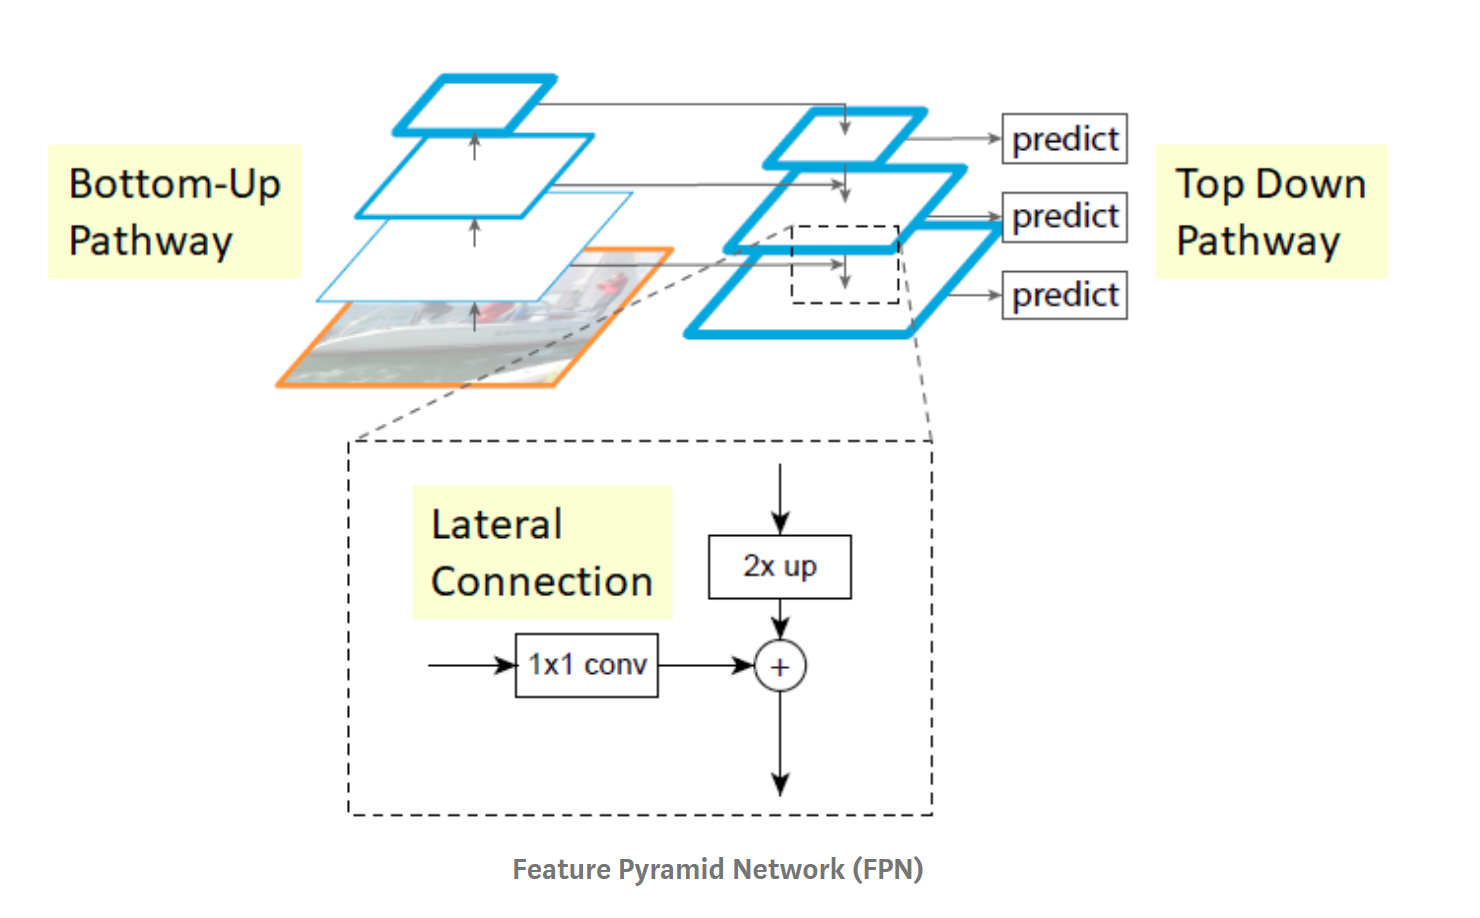 Bottom-Up
Pathway
predict
predict
predict
Top Down
Pathway
Lateral
Connection
2x up
1x1 conv
+
Feature Pyramid Network (FPN)